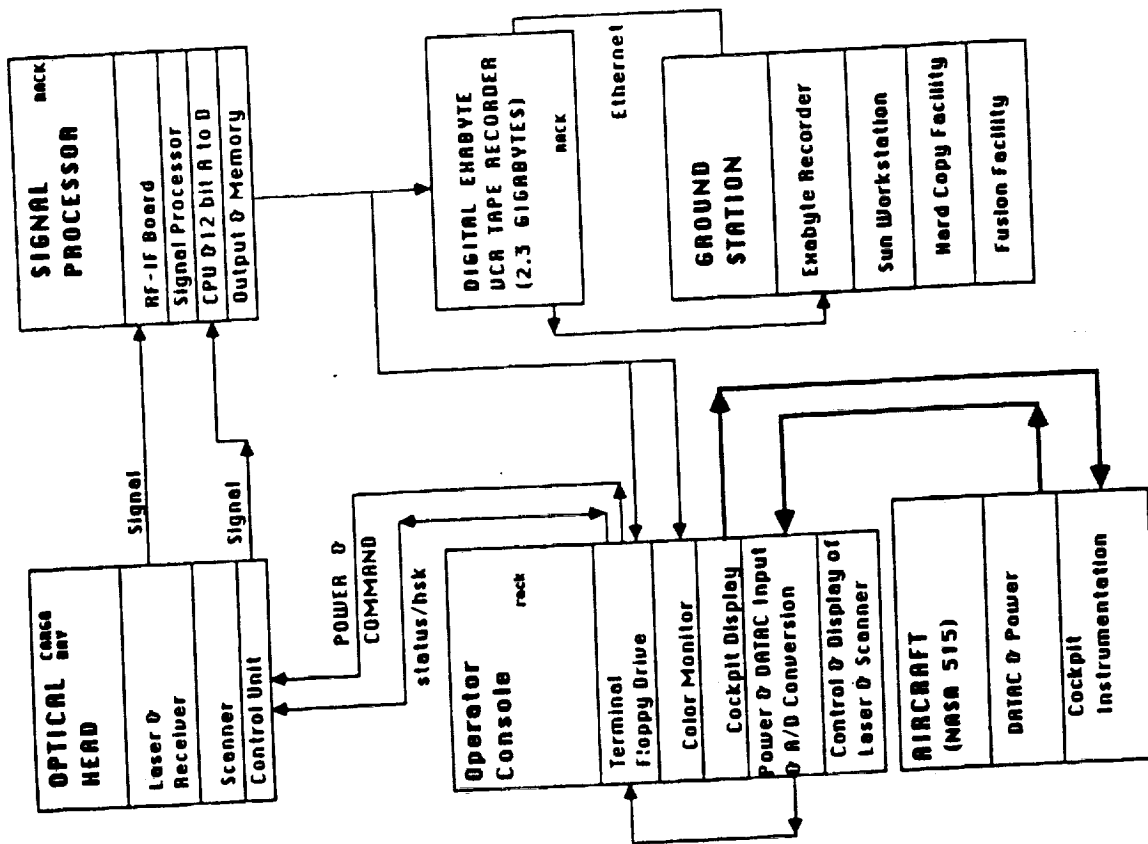 OPTICAL CARGO
HEAD BAY
Laser &
Receiver
Scanner
Control Unit
Signal
Signal
SIGNAL RACK
PROCESSOR
RF-IF Board
Signal Processor
CPU & 12 bit A to D
Output & Memory
POWER &
COMMAND
status/hsk
Operator
Console rack
Terminal
Floppy Drive
Color Monitor
Cockpit Display
Power & DATAC Input
& A/D Conversion
Control & Display of
Laser & Scanner
DIGITAL EXABYTE
VCR TAPE RECORDER
(2.3 GIGABYTES)
RACK
Ethernet
GROUND
STATION
Exabyte Recorder
Sun Workstation
Hard Copy Facility
Fusion Facility
AIRCRAFT
(NASA 515)
DATAC & Power
Cockpit
Instrumentation